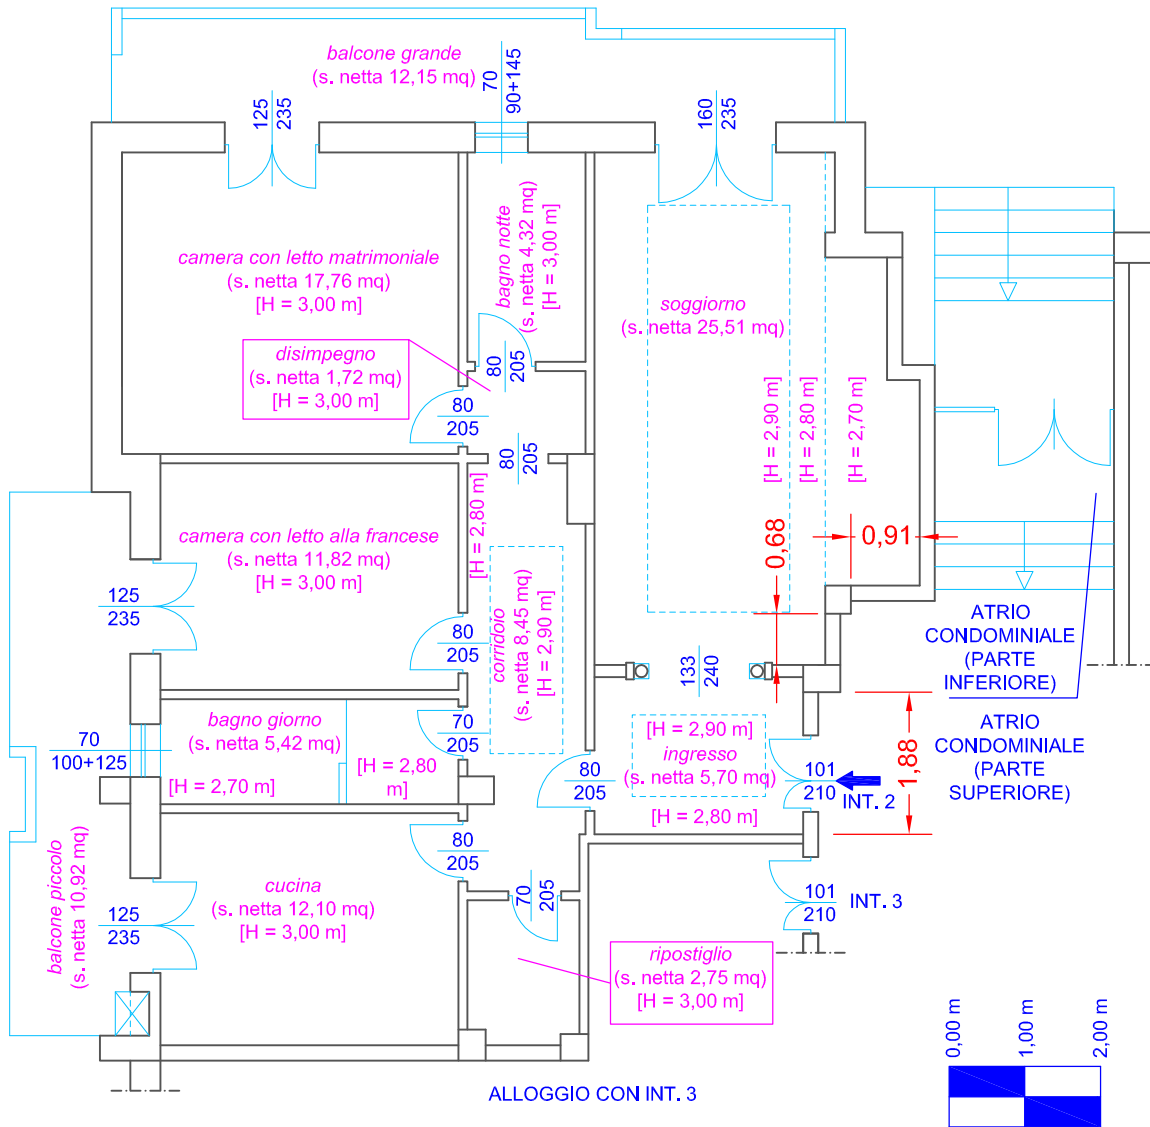 balcone grande
(s. netta 12,15 mq)
70
90+145
125
235
160
235
camera con letto matrimoniale
(s. netta 17,76 mq)
[H = 3,00 m]
bagno notte
(s. netta 4,32 mq)
[H = 3,00 m]
soggiorno
(s. netta 25,51 mq)
disimpegno
(s. netta 1,72 mq)
[H = 3,00 m]
80
205
80
205
80
205
[H = 2,90 m]
[H = 2,80 m]
[H = 2,70 m]
[H = 2,80 m]
camera con letto alla francese
(s. netta 11,82 mq)
[H = 3,00 m]
0,68
0,91
125
235
80
205
corridoio
(s. netta 8,45 mq)
[H = 2,90 m]
133
240
ATRIO
CONDOMINIALE
(PARTE
INFERIORE)
ATRIO
CONDOMINIALE
(PARTE
SUPERIORE)
bagno giorno
(s. netta 5,42 mq)
[H = 2,70 m]
[H = 2,80
m]
70
100+125
70
205
[H = 2,90 m]
ingresso
(s. netta 5,70 mq)
[H = 2,80 m]
80
205
101
210
INT. 2
1,88
80
205
balcone piccolo
(s. netta 10,92 mq)
125
235
cucina
(s. netta 12,10 mq)
[H = 3,00 m]
70
205
101
210
INT. 3
ripostiglio
(s. netta 2,75 mq)
[H = 3,00 m]
0,00 m
1,00 m
2,00 m
ALLOGGIO CON INT. 3